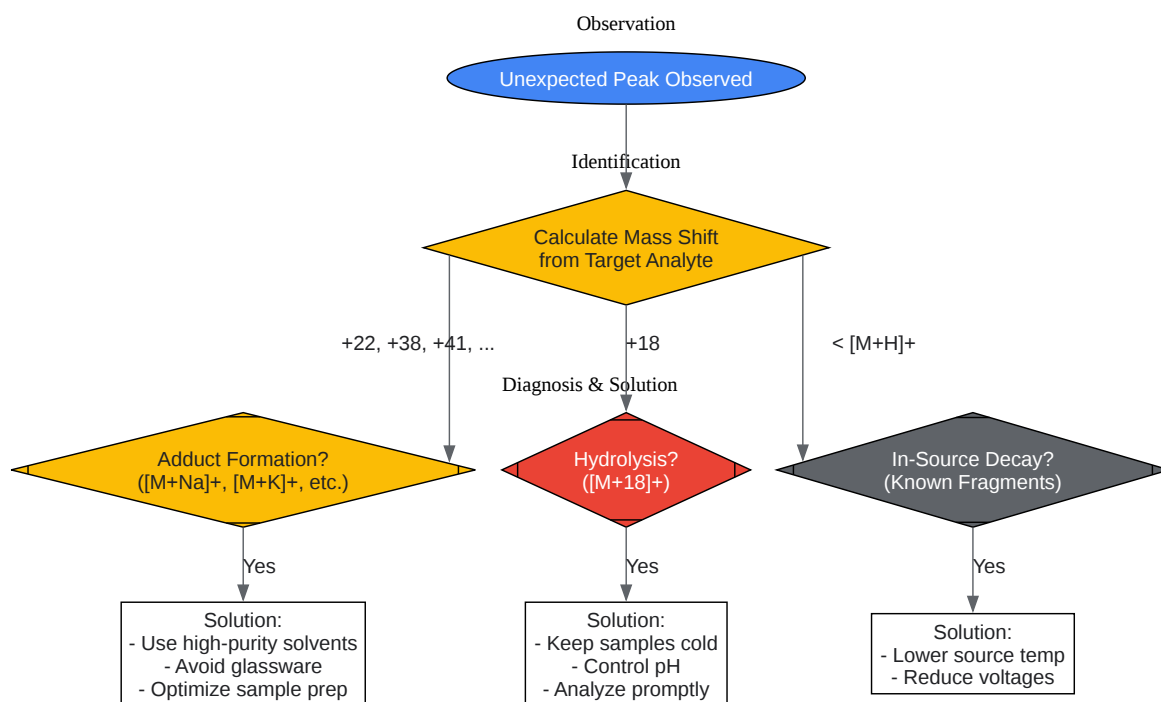 Observation
Unexpected Peak Observed
Identification
Calculate Mass Shift
from Target Analyte
+22, +38, +41, ...
+18
< [M+H]+
Diagnosis & Solution
Adduct Formation?
([M+Na]+, [M+K]+, etc.)
Hydrolysis?
([M+18]+)
In-Source Decay?
(Known Fragments)
Yes
Yes
Yes
Solution:
- Use high-purity solvents
- Avoid glassware
- Optimize sample prep
Solution:
- Keep samples cold
- Control pH
- Analyze promptly
Solution:
- Lower source temp
- Reduce voltages